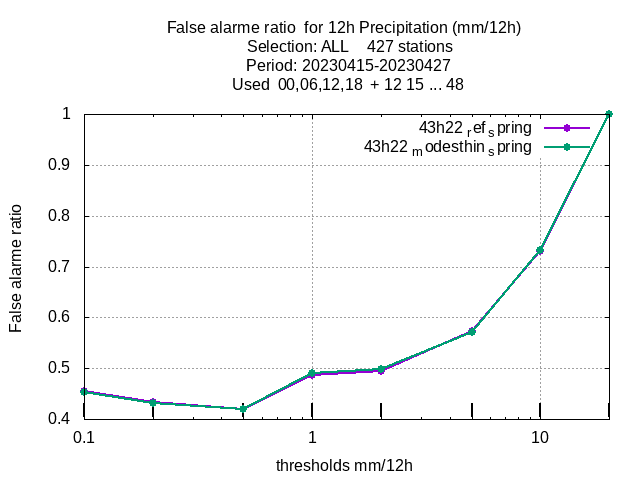 False alarme ratio  for 12h Precipitation (mm/12h)
Selection: ALL    427 stations
Period: 20230415-20230427
Used  00,06,12,18  + 12 15 ... 48
43h22 ref spring
43h22 modesthin spring
1
0.9
0.8
0.7
0.6
0.5
0.4
False alarme ratio
0.1 1 10
thresholds mm/12h